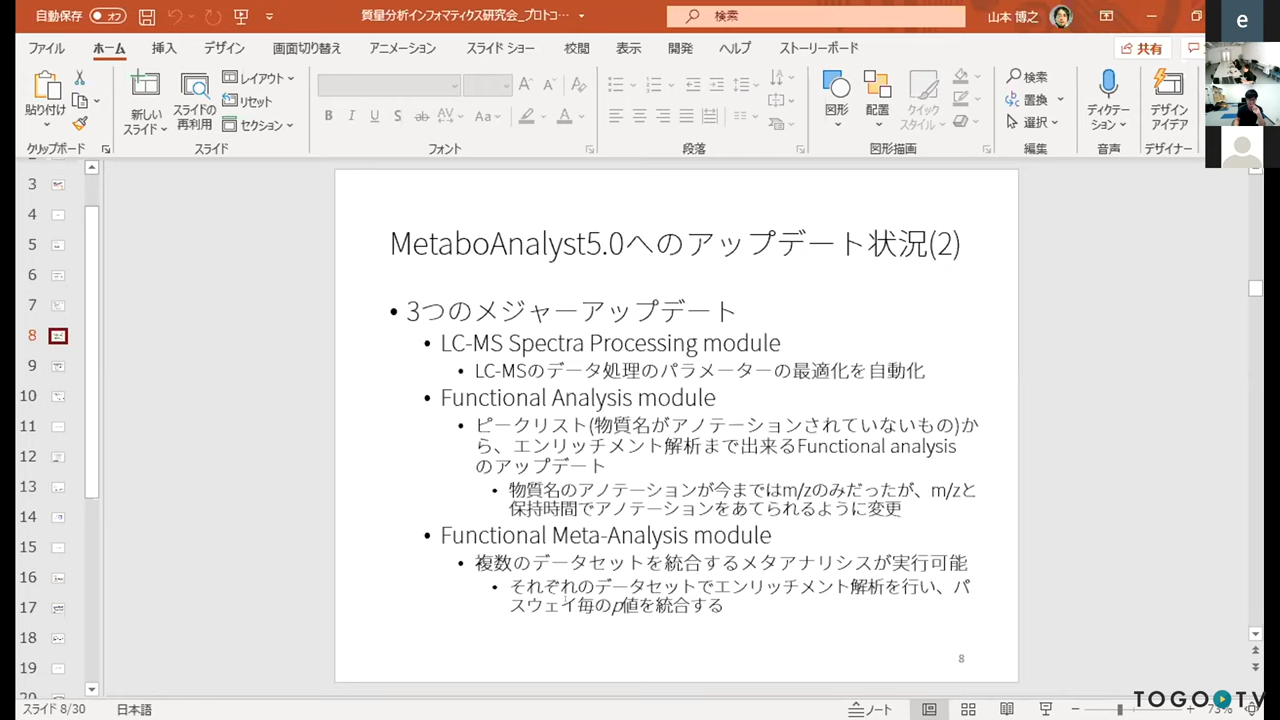 自動保存
オフ
質量分析インフォマティクス研究会_プロトコ…
検索
山本 博之
e
ファイル
ホーム
挿入
デザイン
画面切り替え
アニメーション
スライド ショー
校閲
表示
開発
ヘルプ
ストーリーボード
共有
貼り付け
クリップボード
新しい
スライド
スライドの
再利用
レイアウト
リセット
セクション
スライド
B I U S ab AV Aa A
フォント
段落
図形
配置
クイック
スタイル
図形描画
検索
置換
選択
編集
ディクテー
ション
音声
デザイン
アイデア
デザイナー
3
4
5
6
7
8
9
10
11
12
13
14
15
16
17
18
19
20
MetaboAnalyst5.0へのアップデート状況(2)
• 3つのメジャーアップデート
• LC-MS Spectra Processing module
• LC-MSのデータ処理のパラメーターの最適化を自動化
• Functional Analysis module
• ピークリスト(物質名がアノテーションされていないもの)か
ら、エンリッチメント解析まで出来るFunctional analysis
のアップデート
• 物質名のアノテーションが今まではm/zのみだったが、m/zと
保持時間でアノテーションをあてられるように変更
• Functional Meta-Analysis module
• 複数のデータセットを統合するメタアナリシスが実行可能
• それぞれのデータセットでエンリッチメント解析を行い、パ
スウェイ毎のp値を統合する
8
スライド 8/30
日本語
ノート
73%
TOGO TV